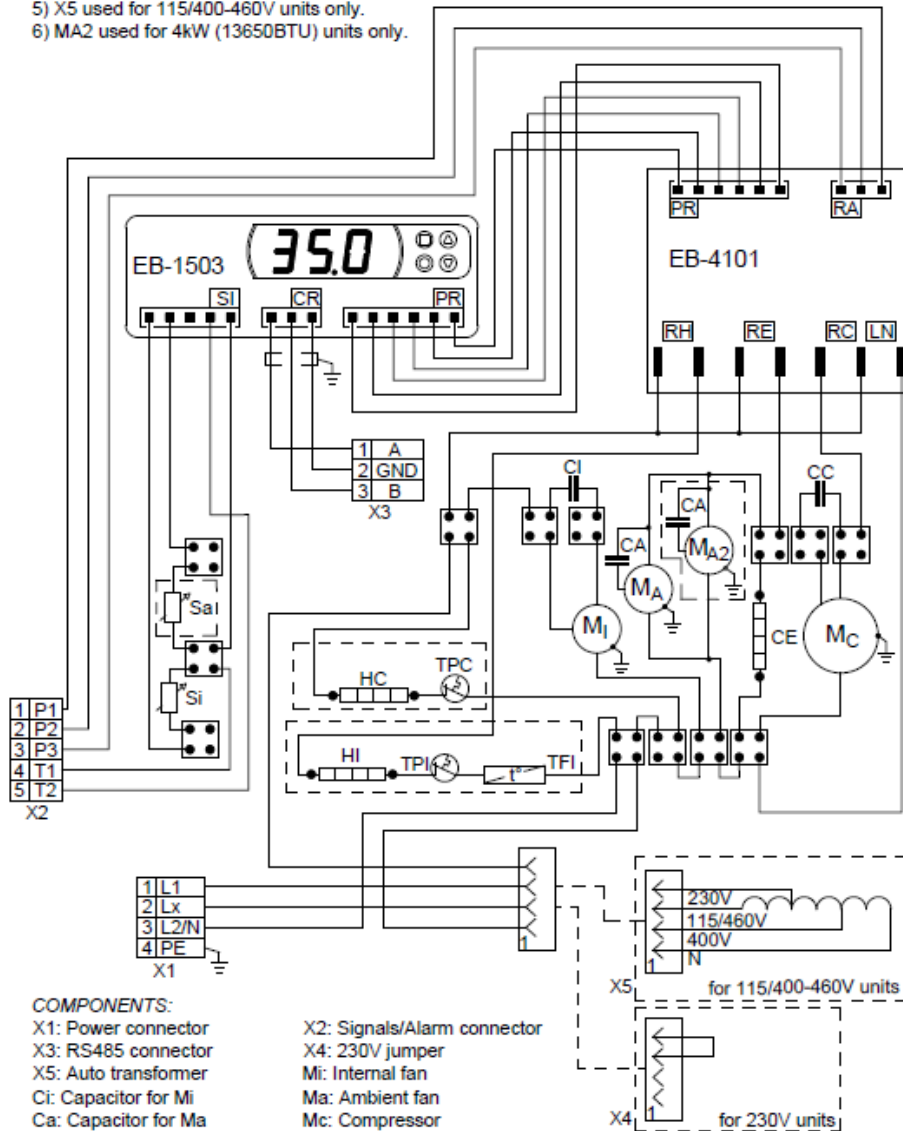 5) X5 used for 115/400-460V units only.
6) MA2 used for 4kW (13650BTU) units only.
PR
RA
EB-4101
EB-1503
35.0
SI
CR
PR
RH
RE
RC
LN
1 A
2 GND
3 B
X3
CI
CC
CA
CA
MA2
MA
MI
CE
MC
Sa
Si
HC
TPC
HI
TPI
t°
TFI
1 P1
2 P2
3 P3
4 T1
5 T2
X2
1 L1
2 Lx
3 L2/N
4 PE
X1
1
230V
115/460V
400V
N
1
X5
for 115/400-460V units
1
X4
for 230V units
COMPONENTS:
X1: Power connector
X2: Signals/Alarm connector
X3: RS485 connector
X4: 230V jumper
X5: Auto transformer
Mi: Internal fan
Ci: Capacitor for Mi
Ma: Ambient fan
Ca: Capacitor for Ma
Mc: Compressor